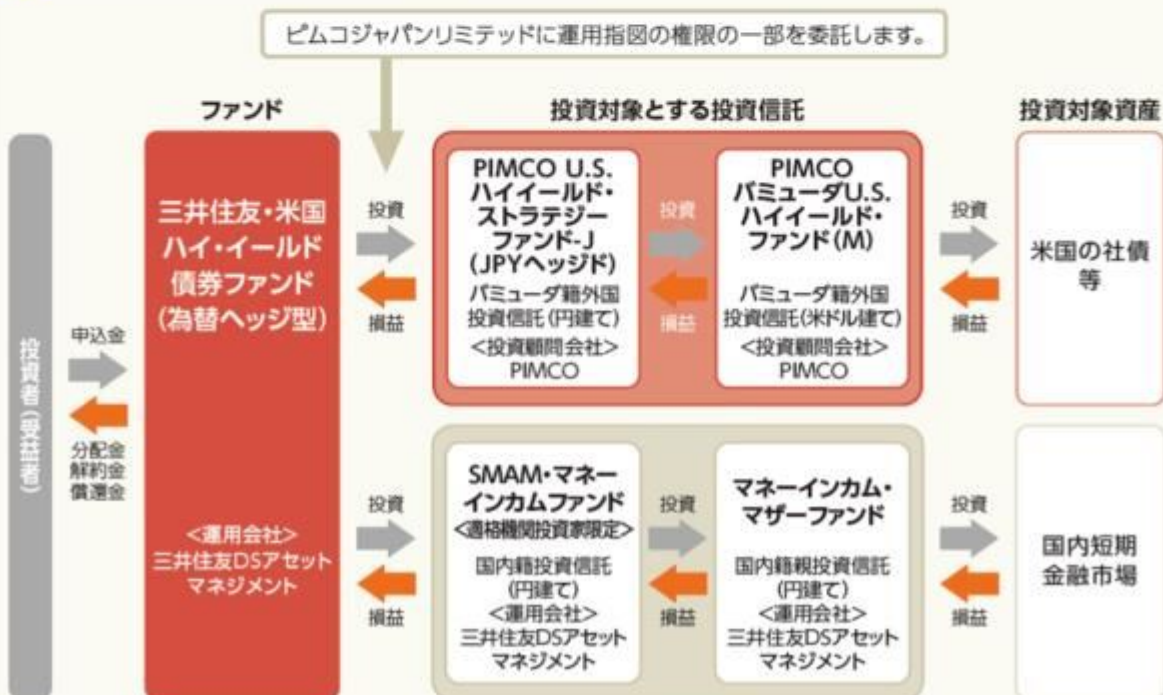 ピムコジャパンリミテッドに運用指図の権限の一部を委託します。
ファンド
投資対象とする投資信託
投資対象資産
投資者(受益者)
申込金
分配金
解約金
償還金
三井住友・米国
ハイ・イールド
債券ファンド
(為替ヘッジ型)
<運用会社>
三井住友DSアセット
マネジメント
投資
損益
PIMCO U.S.
ハイイールド・
ストラテジー
ファンド-J
(JPYヘッジド)
バミューダ籍外国
投資信託(円建て)
<投資顧問会社>
PIMCO
投資
損益
PIMCO
バミューダU.S.
ハイイールド・
ファンド(M)
バミューダ籍外国
投資信託(米ドル建て)
<投資顧問会社>
PIMCO
投資
損益
米国の社債
等
投資
損益
SMAM・マネー
インカムファンド
<適格機関投資家限定>
国内籍投資信託
(円建て)
<運用会社>
三井住友DSアセット
マネジメント
投資
損益
マネーインカム・
マザーファンド
国内籍親投資信託
(円建て)
<運用会社>
三井住友DSアセット
マネジメント
投資
損益
国内短期
金融市場